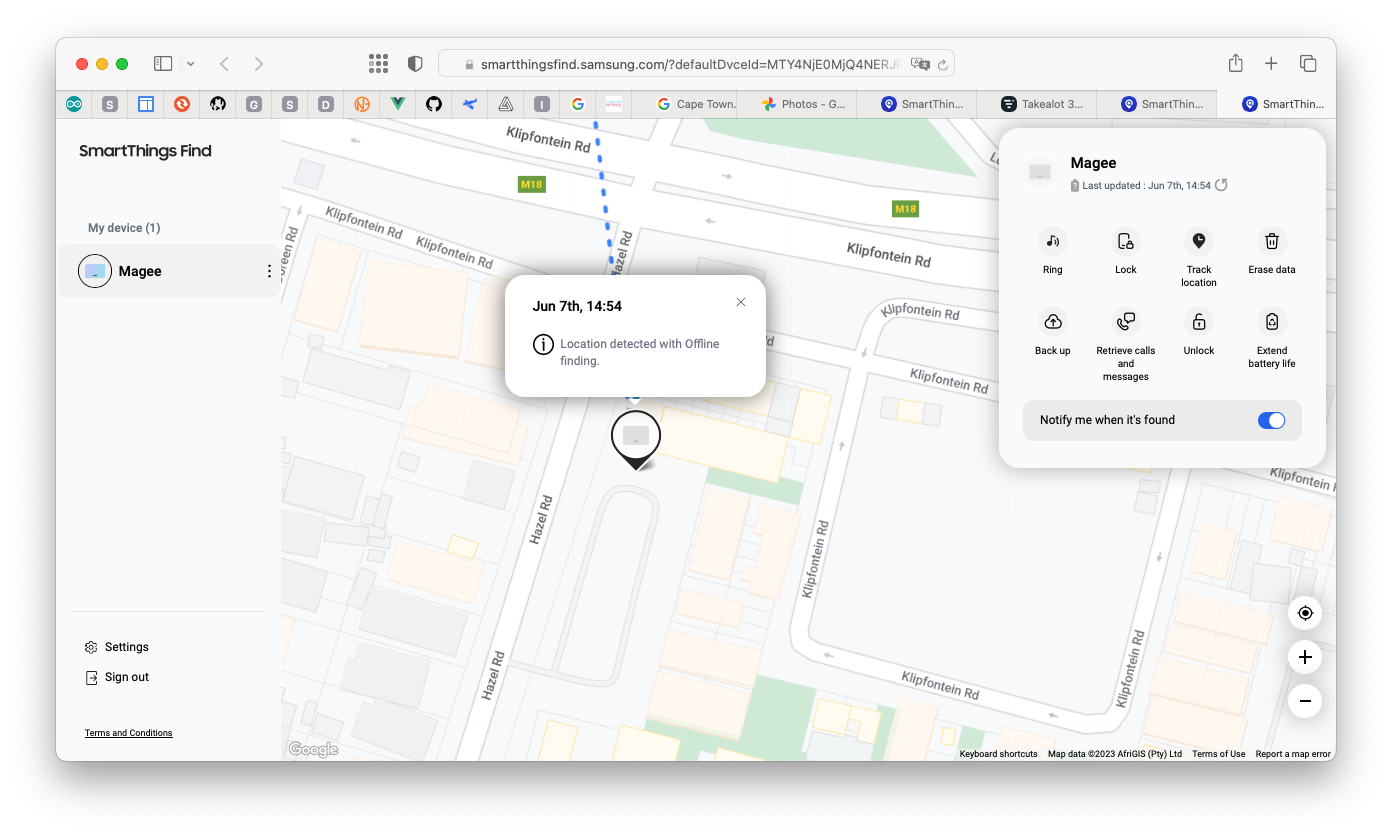 smartthingsfind.samsung.com/?defaultDvceId=MTY4NjE0MjQ4NERJR
S
G
S
D
I
Cape Town.
Photos - G...
SmartThin...
Takealot 3...
SmartThin...
SmartThin...
SmartThings Find
My device (1)
Magee
Settings
Sign out
Terms and Conditions
Klipfontein Rd
M18
M18
Klipfontein Rd
Klipfontein Rd
Klipfontein Rd
Hazel Rd
Klipfontein Rd
Klipfontein Rd
Jun 7th, 14:54
Location detected with Offline
finding.
Klipfontein Rd
Hazel Rd
Klipfontein Rd
Hazel Rd
Klipfontein Rd
Klipfontein Rd
Google
Magee
Last updated : Jun 7th, 14:54
Ring
Lock
Track
location
Erase data
Back up
Retrieve calls
and
messages
Unlock
Extend
battery life
Notify me when it's found
Keyboard shortcuts
Map data ©2023 AfriGIS (Pty) Ltd
Terms of Use
Report a map error